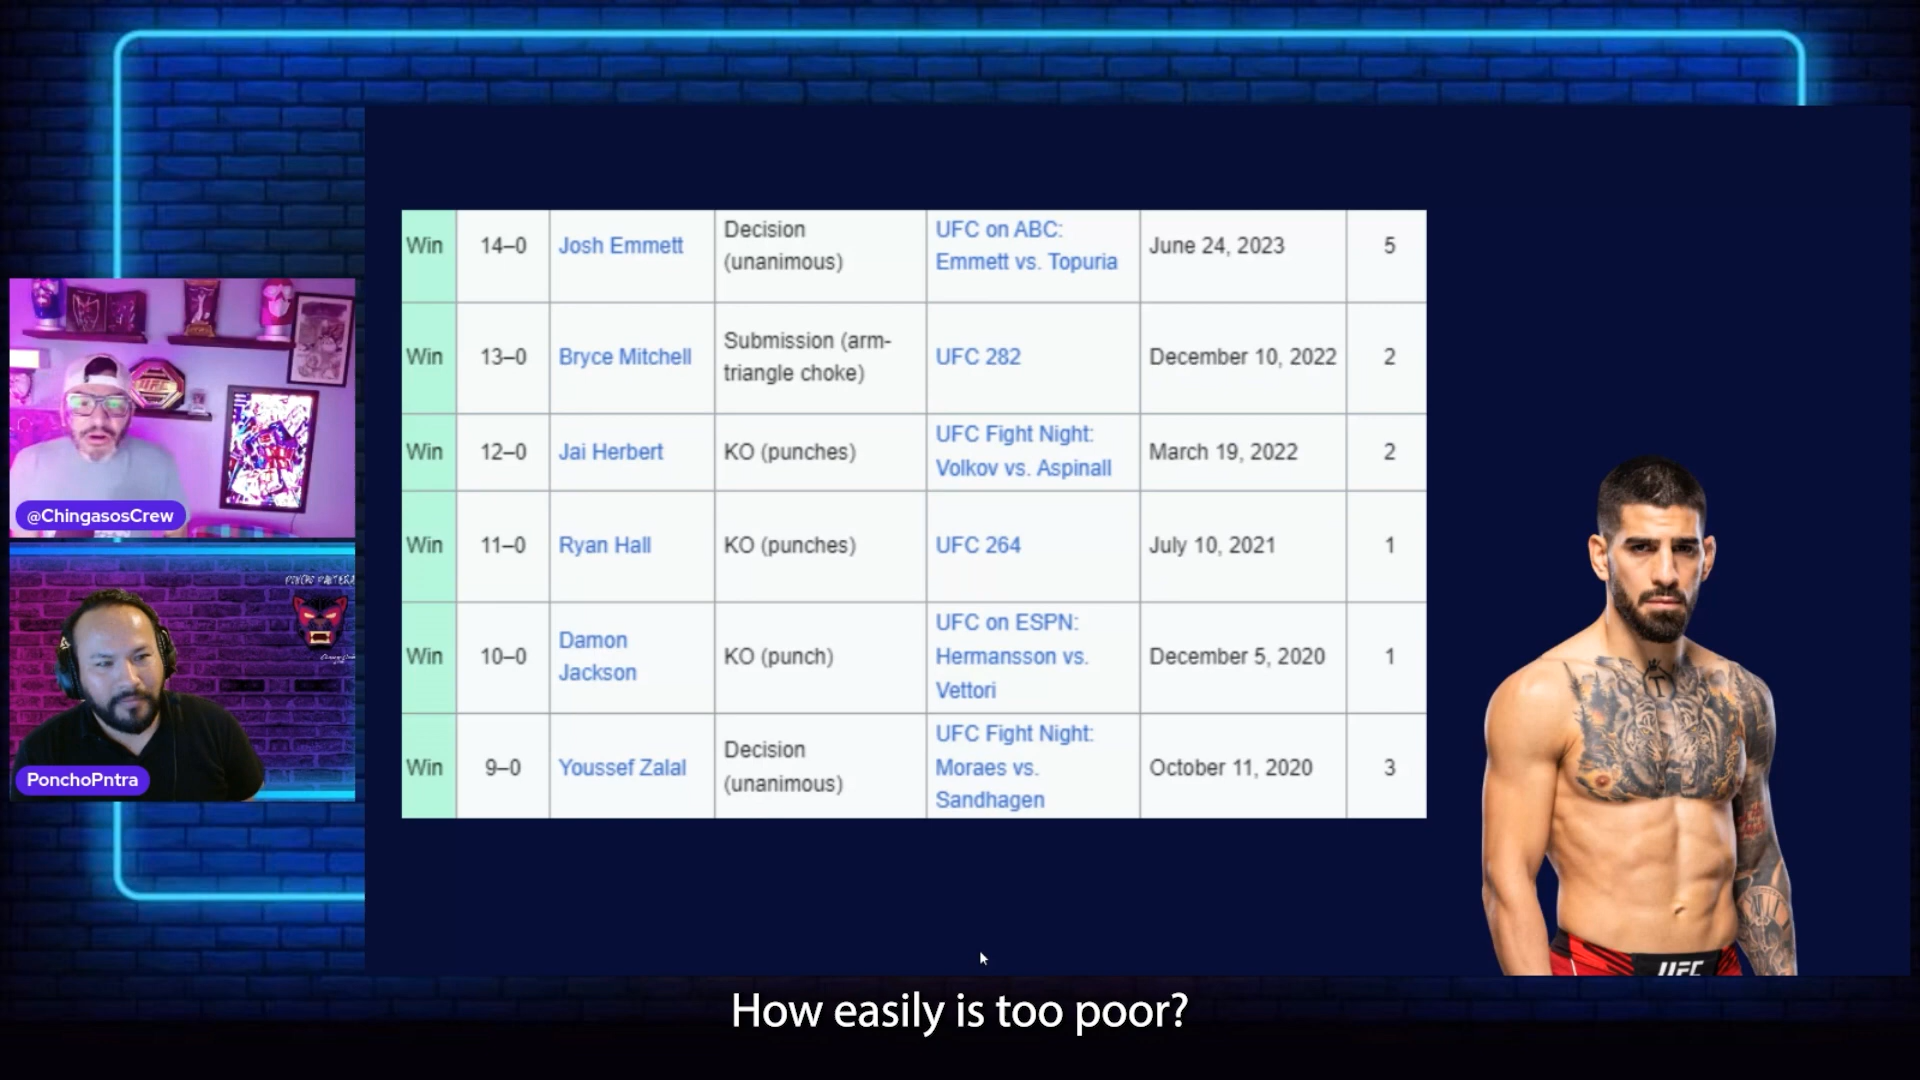 Win 14–0 Josh Emmett Decision (unanimous) UFC on ABC: Emmett vs. Topuria June 24, 2023 5
Win 13–0 Bryce Mitchell Submission (arm-triangle choke) UFC 282 December 10, 2022 2
Win 12–0 Jai Herbert KO (punches) UFC Fight Night: Volkov vs. Aspinall March 19, 2022 2
Win 11–0 Ryan Hall KO (punches) UFC 264 July 10, 2021 1
Win 10–0 Damon Jackson KO (punch) UFC on ESPN: Hermansson vs. Vettori December 5, 2020 1
Win 9–0 Youssef Zalal Decision (unanimous) UFC Fight Night: Moraes vs. Sandhagen October 11, 2020 3
UFC
@ChingasosCrew
PONCHO PANTERA
PonchoPntra
UFC
How easily is too poor?